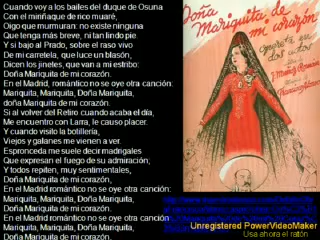 Cuando voy a los bailes del duque de Osuna
Con el miriñaque de rico muaré,
Oigo que murmuran: no existe ninguna
Que tenga más breve, ni tan lindo pie.
Y si bajo al Prado, sobre el raso vivo
De mi carretela, que luce un blasón,
Dicen los jinetes, que van a mi estribo:
Doña Mariquita de mi corazón.
En el Madrid, romántico no se oye otra canción:
Mariquita, Mariquita, Doña Mariquita,
doña Mariquita de mi corazón.
Si al volver del Retiro cuando acaba el día,
Me encuentro con Larra, le causo placer.
Y cuando visito la botillería,
Viejos y galanes me vienen a ver.
Espronceda me suele decir madrigales
Que expresan el fuego de su admiración;
Y todos repiten, muy sentimentales,
Doña Mariquita de mi corazón.
En el Madrid romántico no se oye otra canción:
Mariquita, Mariquita, Doña Mariquita,
Doña Mariquita de mi corazón.
En el Madrid romántico no se oye otra canción:
Mariquita, Mariquita, Doña Mariquita,
Doña Mariquita de mi corazón.
Doña
Mariquita de
mi corazón
opereta en
dos actos
Unregistered PowerVideoMaker
Usa ahora el ratón